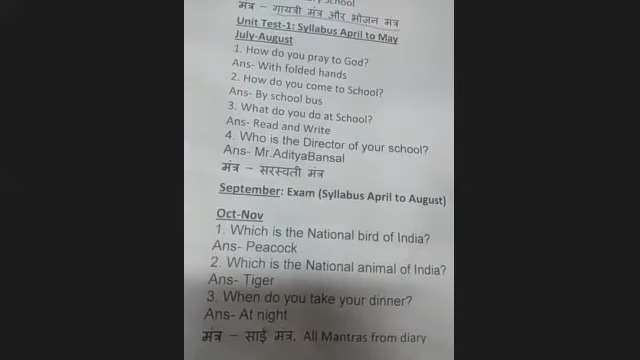 School
मंत्र – गायत्री मंत्र और भोजन मंत्र
Unit Test-1: Syllabus April to May
July-August
1. How do you pray to God?
Ans- With folded hands
2. How do you come to School?
Ans- By school bus
3. What do you do at School?
Ans- Read and Write
4. Who is the Director of your school?
Ans- Mr.AdityaBansal
मंत्र – सरस्वती मंत्र
September: Exam (Syllabus April to August)
Oct-Nov
1. Which is the National bird of India?
Ans- Peacock
2. Which is the National animal of India?
Ans- Tiger
3. When do you take your dinner?
Ans- At night
मंत्र – साई मंत्र, All Mantras from diary